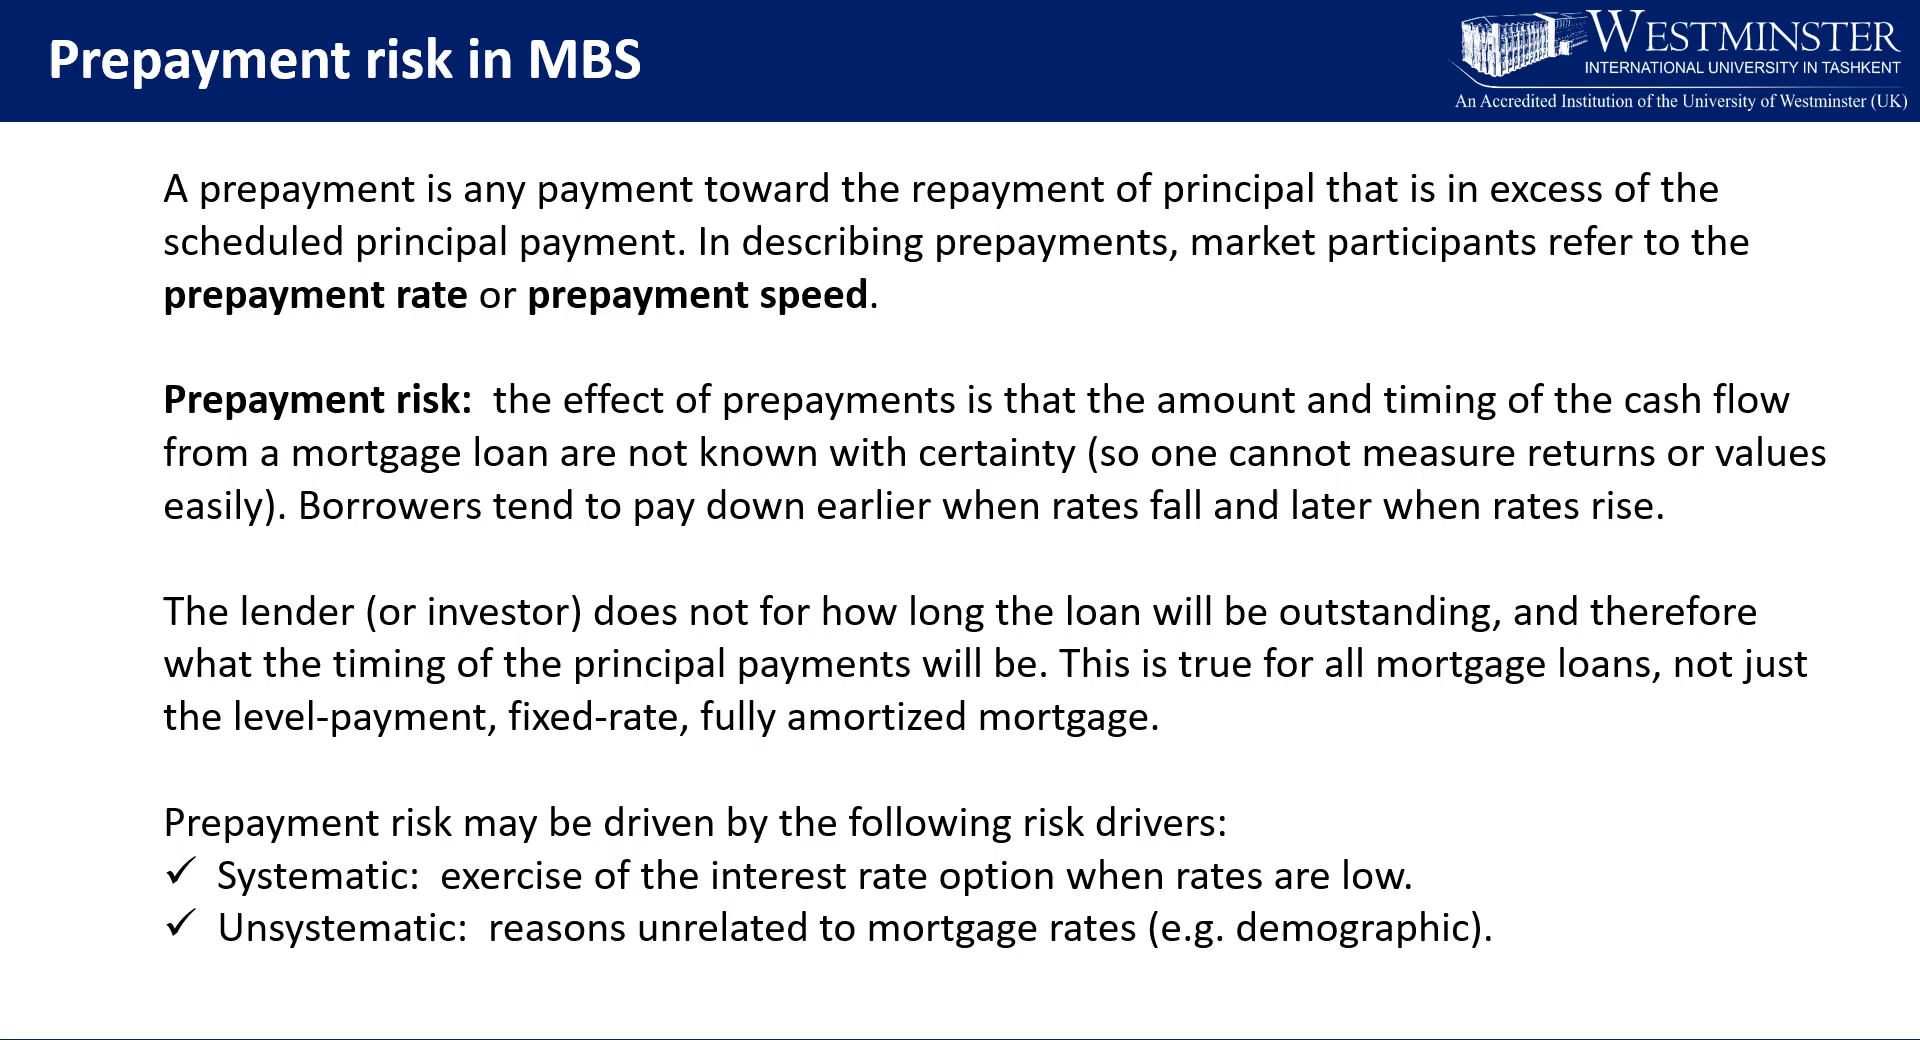 Prepayment risk in MBS
WESTMINSTER
INTERNATIONAL UNIVERSITY IN TASHKENT
An Accredited Institution of the University of Westminster (UK)
A prepayment is any payment toward the repayment of principal that is in excess of the
scheduled principal payment. In describing prepayments, market participants refer to the
prepayment rate or prepayment speed.
Prepayment risk:  the effect of prepayments is that the amount and timing of the cash flow
from a mortgage loan are not known with certainty (so one cannot measure returns or values
easily). Borrowers tend to pay down earlier when rates fall and later when rates rise.
The lender (or investor) does not for how long the loan will be outstanding, and therefore
what the timing of the principal payments will be. This is true for all mortgage loans, not just
the level-payment, fixed-rate, fully amortized mortgage.
Prepayment risk may be driven by the following risk drivers:
✓ Systematic:  exercise of the interest rate option when rates are low.
✓ Unsystematic:  reasons unrelated to mortgage rates (e.g. demographic).